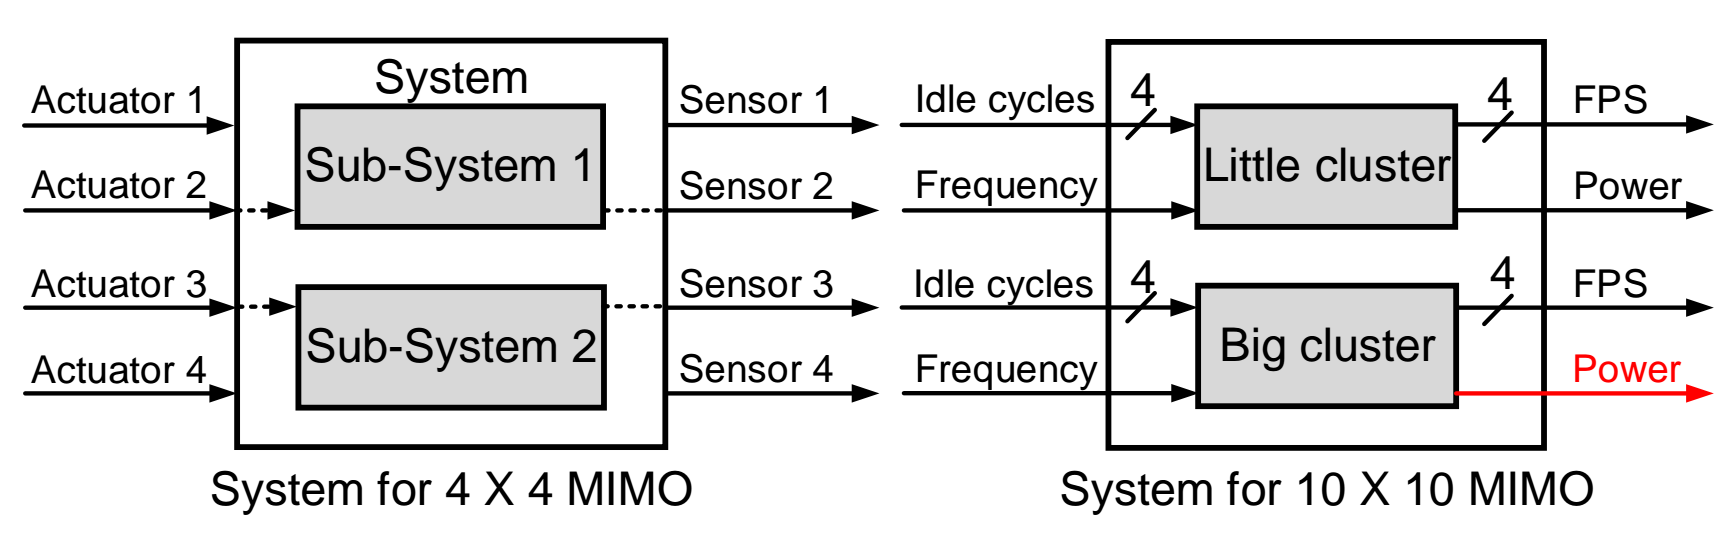 System
Actuator 1
Sub-System 1
Sensor 1
Actuator 2
Sensor 2
Actuator 3
Sub-System 2
Sensor 3
Actuator 4
Sensor 4
System for 4 X 4 MIMO
Idle cycles
4
Little cluster
4
FPS
Frequency
Power
Idle cycles
4
Big cluster
4
FPS
Frequency
Power
System for 10 X 10 MIMO